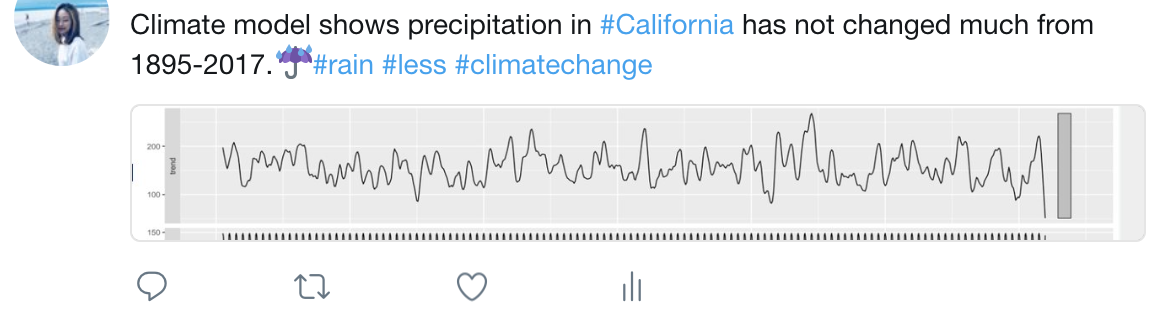 Climate model shows precipitation in #California has not changed much from
1895-2017.☔#rain #less #climatechange
200
trend
100
150